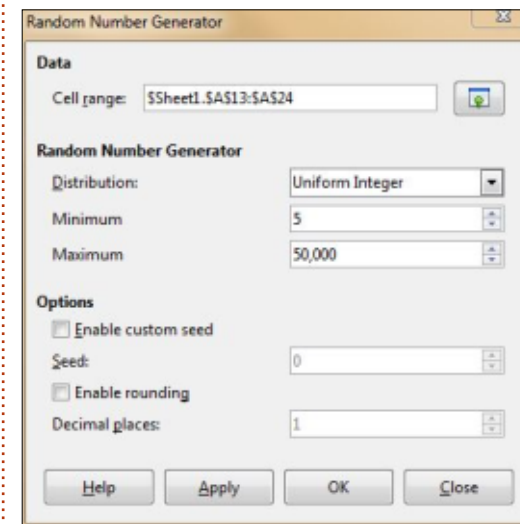 Random Number Generator
Data
Cell range: $Sheet1.$A$13:$A$24
Random Number Generator
Distribution: Uniform Integer
Minimum 5
Maximum 50,000
Options
Enable custom seed
Seed: 0
Enable rounding
Decimal places: 1
Help Apply OK Close